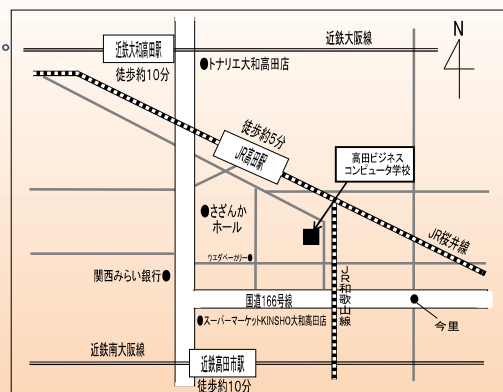 N
近鉄大阪線
近鉄大和高田駅
徒歩約10分
●トナリエ大和高田店
徒歩約5分
JR高田駅
高田ビジネス
コンピュータ学校
●さざんか
ホール
JR桜井線
ウエダベーカリー●
関西みらい銀行●
JR和歌山線
国道166号線
今里
●スーパーマーケットKINSHO大和高田店
近鉄南大阪線
近鉄高田市駅
徒歩約10分